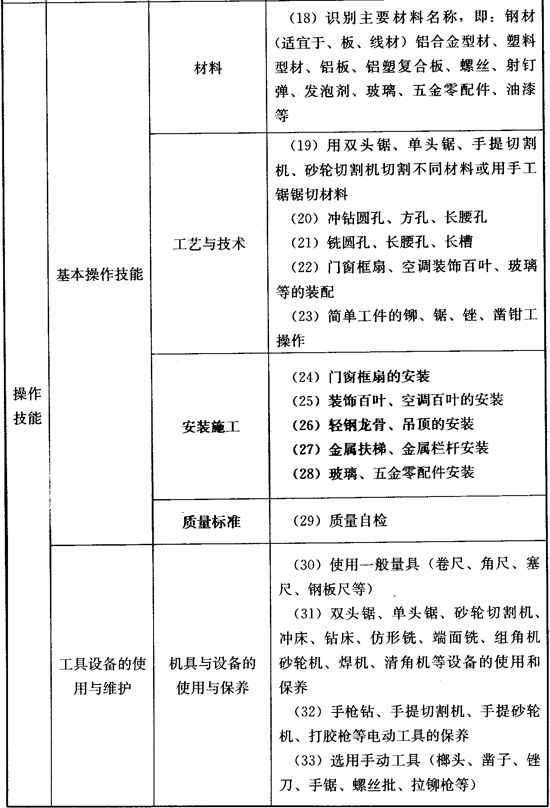 操作
技能
基本操作技能
材料
（18）识别主要材料名称，即：钢材
（适宜于、板、线材）铝合金型材、塑料
型材、铝板、铝塑复合板、螺丝、射钉
弹、发泡剂、玻璃、五金零配件、油漆
等
工艺与技术
（19）用双头锯、单头锯、手提切割
机、砂轮切割机切割不同材料或用手工
锯锯切材料
（20）冲钻圆孔、方孔、长腰孔
（21）铣圆孔、长腰孔、长槽
（22）门窗框扇、空调装饰百叶、玻璃
等的装配
（23）简单工件的铆、锯、锉、凿钳工
操作
安装施工
（24）门窗框扇的安装
（25）装饰百叶、空调百叶的安装
（26）轻钢龙骨、吊顶的安装
（27）金属扶梯、金属栏杆安装
（28）玻璃、五金零配件安装
质量标准
（29）质量自检
工具设备的使
用与维护
机具与设备的
使用与保养
（30）使用一般量具（卷尺、角尺、塞
尺、钢板尺等）
（31）双头锯、单头锯、砂轮切割机、
冲床、钻床、仿形铣、端面铣、组角机
砂轮机、焊机、清角机等设备的使用和
保养
（32）手枪钻、手提切割机、手提砂轮
机、打胶枪等电动工具的保养
（33）选用手动工具（榔头、凿子、锉
刀、手锯、螺丝批、拉铆枪等）